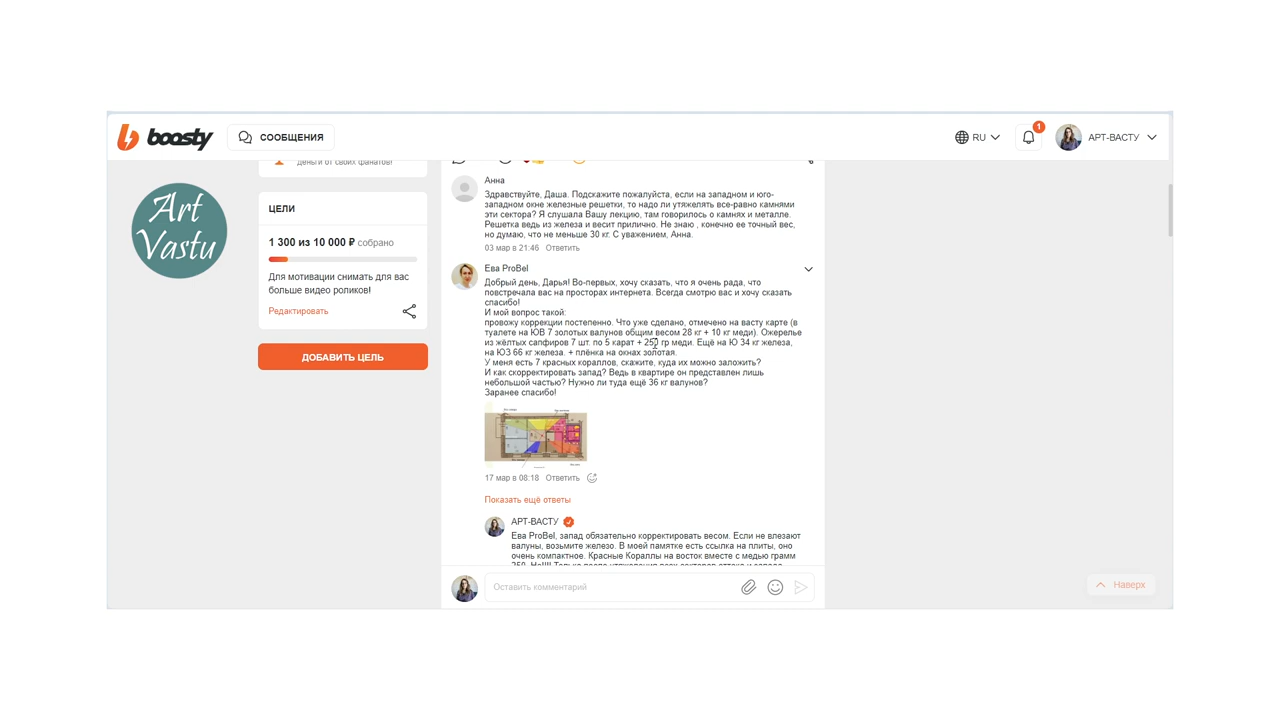 boosty
СООБЩЕНИЯ
RU
1
АРТ-ВАСТУ
деньги от своих фанатов!
Art
Vastu
ЦЕЛИ
1 300 из 10 000 ₽ собрано
Для мотивации снимать для вас
больше видео роликов!
Редактировать
ДОБАВИТЬ ЦЕЛЬ
Анна
Здравствуйте, Даша. Подскажите пожалуйста, если на западном и юго-
западном окне железные решетки, то надо ли утяжелять все-равно камнями
эти сектора? Я слушала Вашу лекцию, там говорилось о камнях и металле.
Решетка ведь из железа и весит прилично. Не знаю , конечно ее точный вес,
но думаю, что не меньше 30 кг. С уважением, Анна.
03 мар в 21:46 Ответить
Ева ProBel
Добрый день, Дарья! Во-первых, хочу сказать, что я очень рада, что
повстречала вас на просторах интернета. Всегда смотрю вас и хочу сказать
спасибо!
И мой вопрос такой:
провожу коррекции постепенно. Что уже сделано, отмечено на васту карте (в
туалете на ЮВ 7 золотых валунов общим весом 28 кг + 10 кг меди). Ожерелье
из жёлтых сапфиров 7 шт. по 5 карат + 250 гр меди. Ещё на Ю 34 кг железа,
на ЮЗ 66 кг железа. + плёнка на окнах золотая.
У меня есть 7 красных кораллов, скажите, куда их можно заложить?
И как скорректировать запад? Ведь в квартире он представлен лишь
небольшой частью? Нужно ли туда ещё 36 кг валунов?
Заранее спасибо!
17 мар в 08:18 Ответить
Показать ещё ответы
АРТ-ВАСТУ
Ева ProBel, запад обязательно корректировать весом. Если не влезают
валуны, возьмите железо. В моей памятке есть ссылка на плиты, оно
очень компактное. Красные Кораллы на восток вместе с медью грамм
Оставить комментарий
Наверх